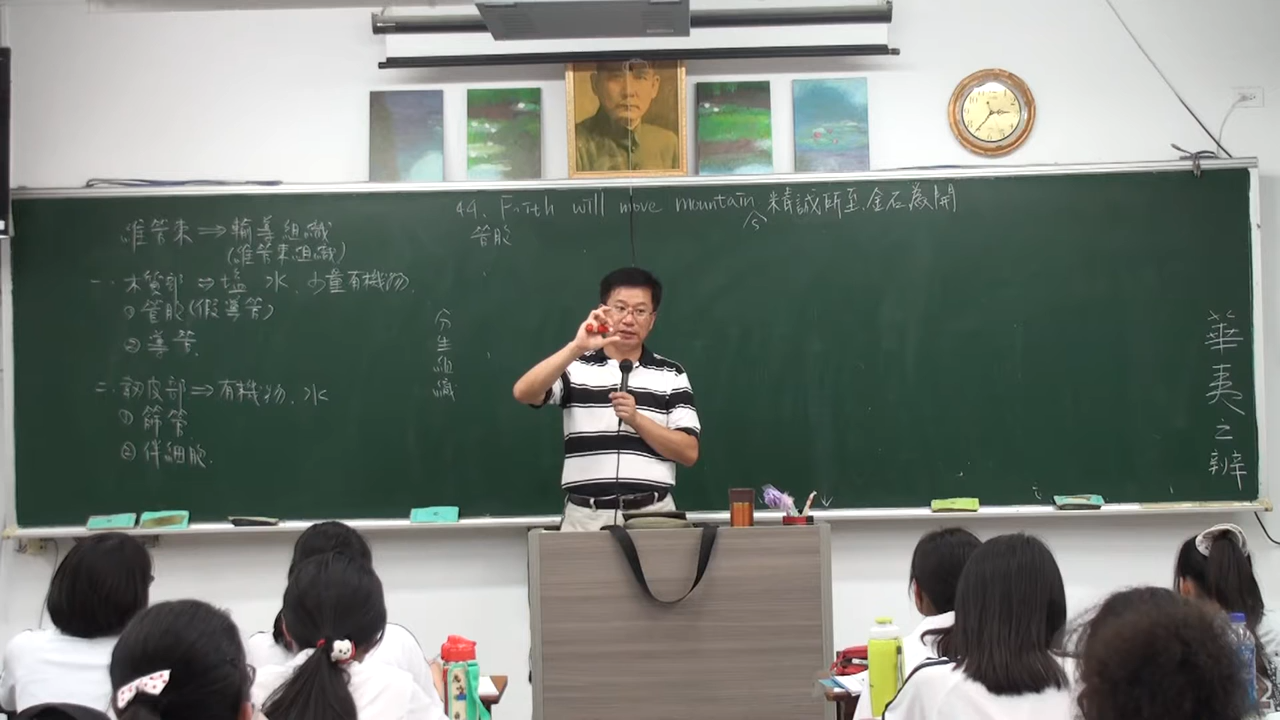 44. Faith will move mountain 精誠所至.金石為開
管胞
維管束⇒輸導組織
(維管束組織)
一. 木質部⇒塩 水.少量有機物.
①管胞(假導管)
②導管.
二.韌皮部⇒有機物.水
①篩管
②伴細胞.
分生組織
華夷之辨